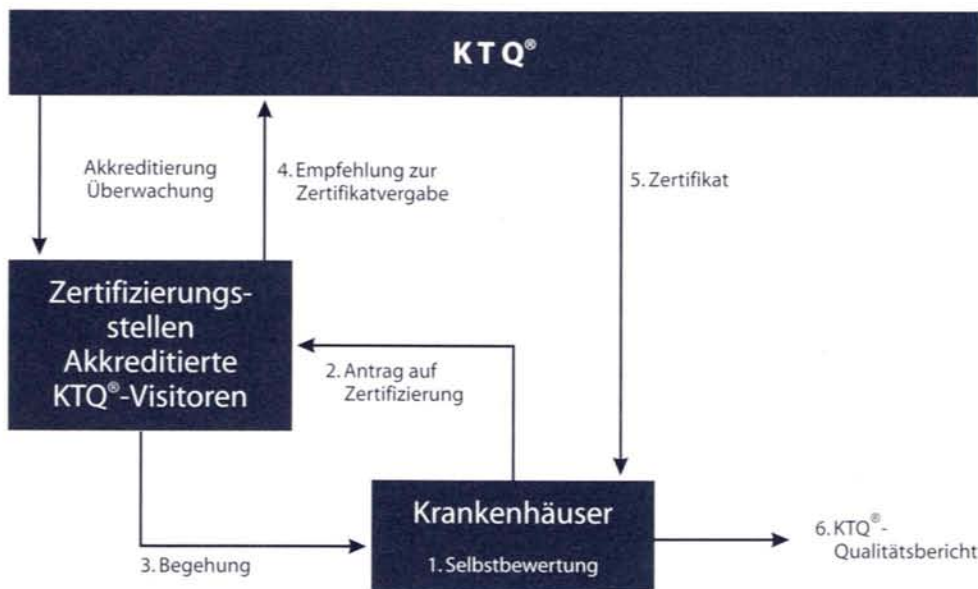 KTQ®
Akkreditierung
Überwachung
4. Empfehlung zur
Zertifikatvergabe
5. Zertifikat
Zertifizierungs-
stellen
Akkreditierte
KTQ®-Visitoren
2. Antrag auf
Zertifizierung
Krankenhäuser
1. Selbstbewertung
3. Begehung
6. KTQ®-
Qualitätsbericht